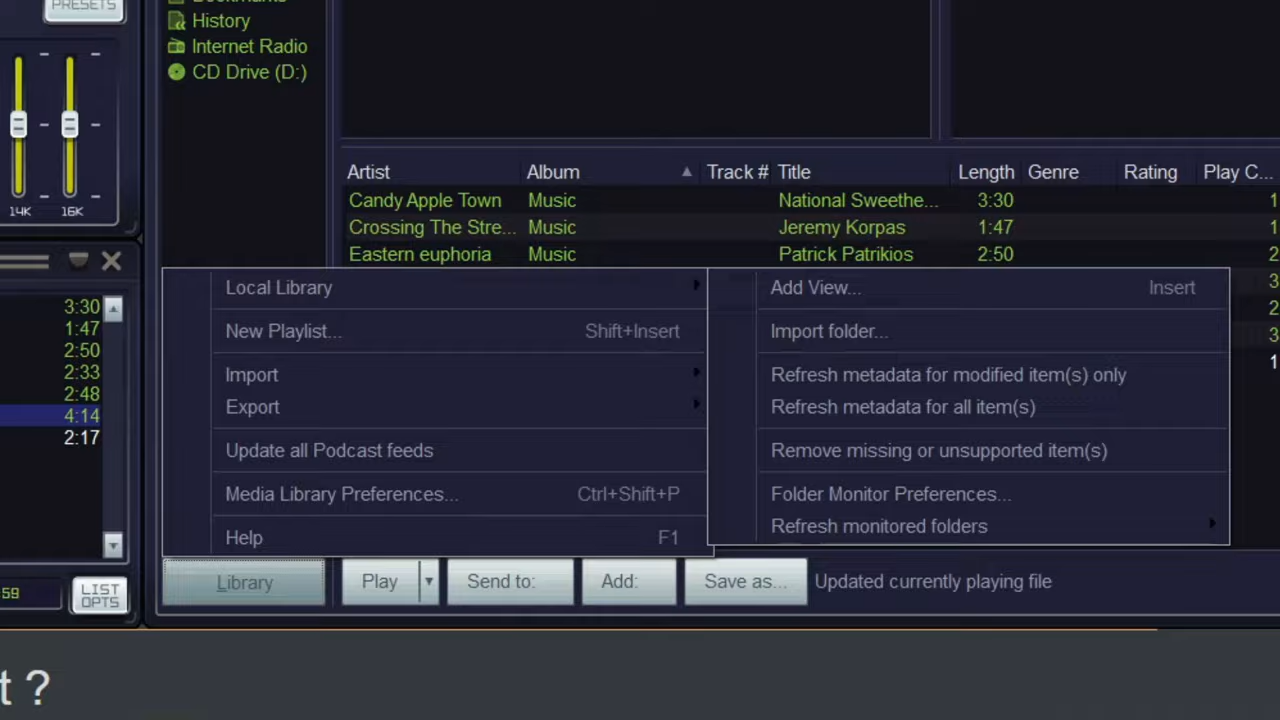 PRESETS
Bookmarks
History
Internet Radio
CD Drive (D:)
14K 16K
Artist Album Track # Title Length Genre Rating Play C...
Candy Apple Town Music National Sweethe... 3:30 1
Crossing The Stre... Music Jeremy Korpas 1:47 1
Eastern euphoria Music Patrick Patrikios 2:50 2
3
2
3
1
3:30
1:47
2:50
2:33
2:48
4:14
2:17
Local Library
New Playlist... Shift+Insert
Import
Export
Update all Podcast feeds
Media Library Preferences... Ctrl+Shift+P
Help F1
Add View... Insert
Import folder...
Refresh metadata for modified item(s) only
Refresh metadata for all item(s)
Remove missing or unsupported item(s)
Folder Monitor Preferences...
Refresh monitored folders
59
LIST
OPTS
Library Play Send to: Add: Save as... Updated currently playing file
t ?